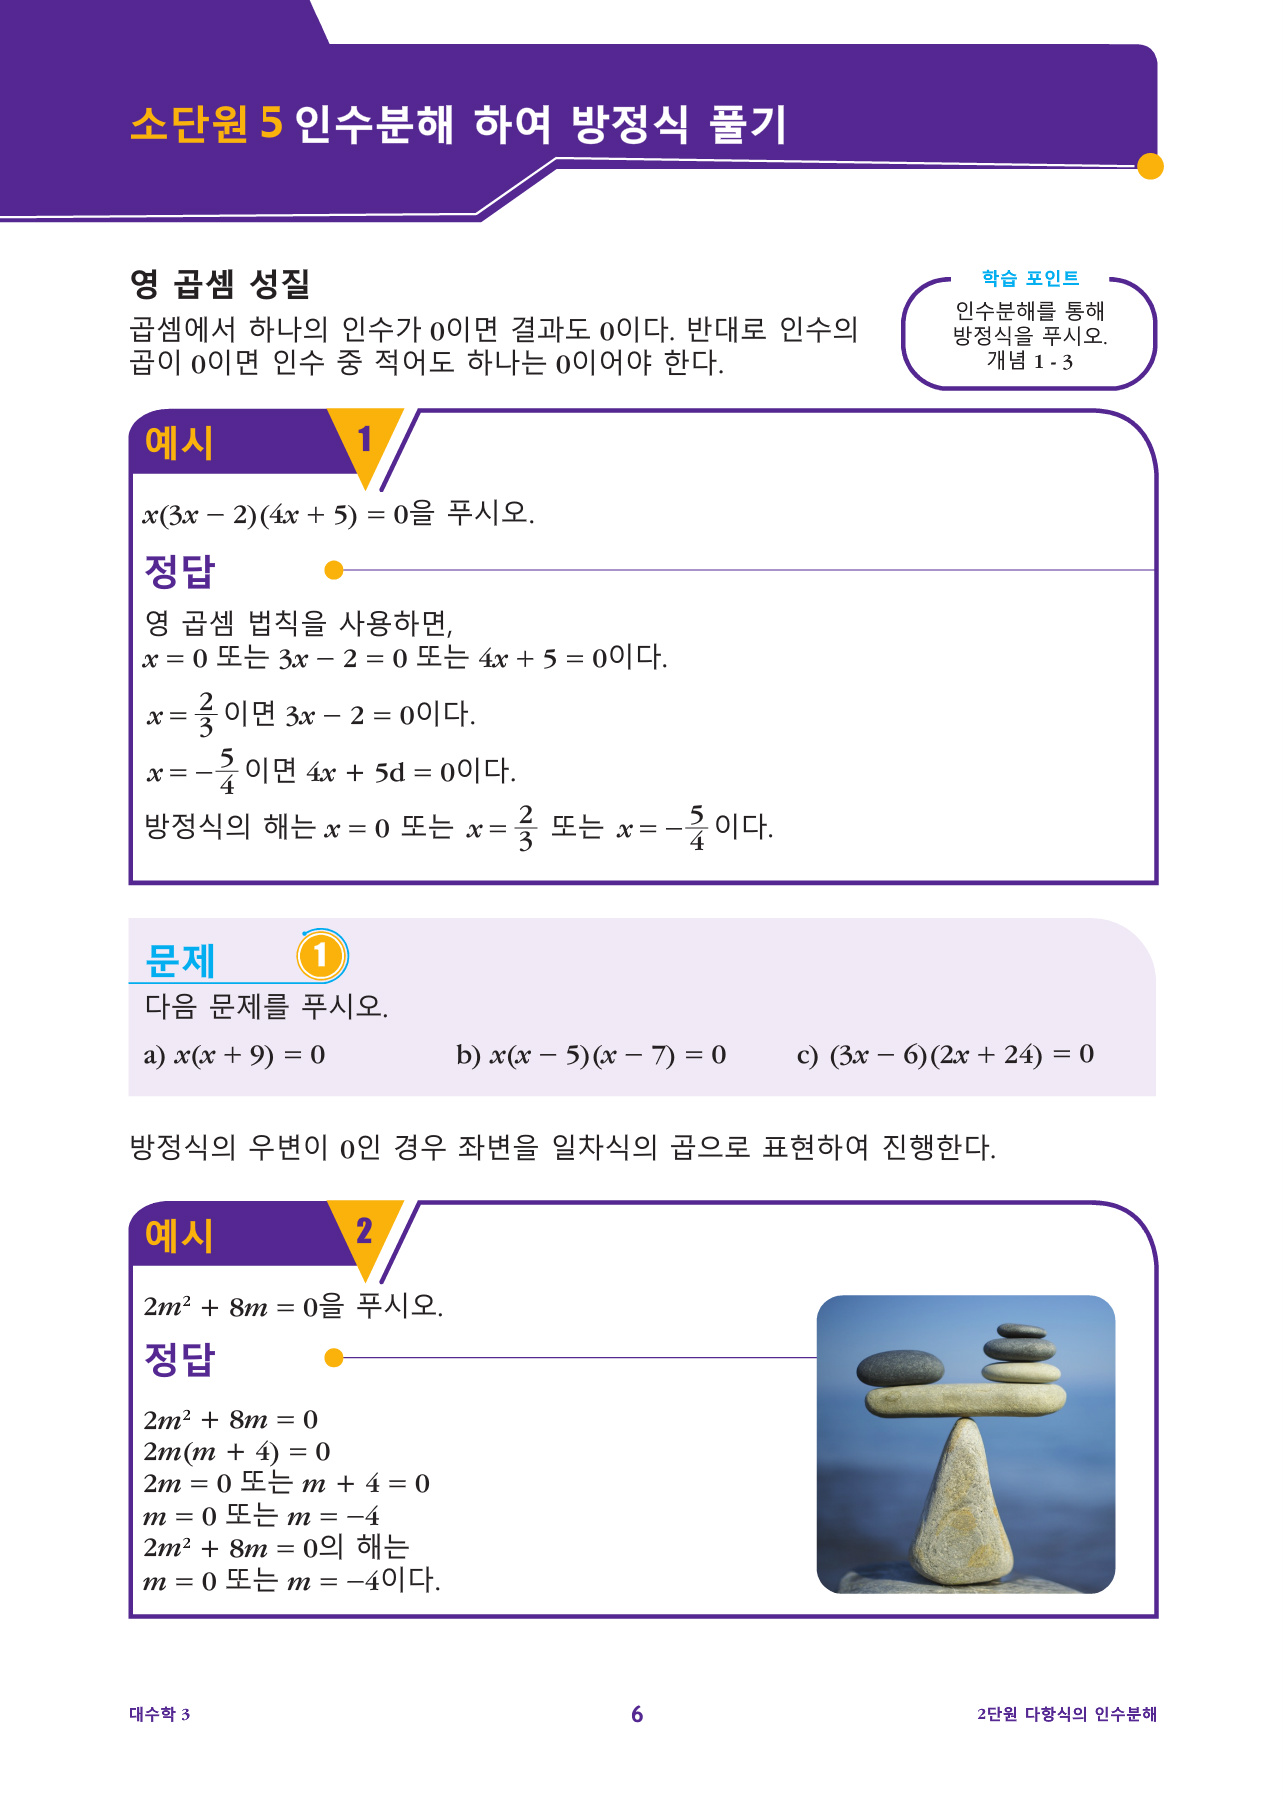 소단원 5 인수분해 하여 방정식 풀기
영 곱셈 성질
곱셈에서 하나의 인수가 0이면 결과도 0이다. 반대로 인수의
곱이 0이면 인수 중 적어도 하나는 0이어야 한다.
학습 포인트
인수분해를 통해
방정식을 푸시오.
개념 1 - 3
예시 1
x(3x − 2)(4x + 5) = 0을 푸시오.
정답
영 곱셈 법칙을 사용하면,
x = 0 또는 3x − 2 = 0 또는 4x + 5 = 0이다.
x = 2/3 이면 3x − 2 = 0이다.
x = −5/4 이면 4x + 5d = 0이다.
방정식의 해는 x = 0 또는 x = 2/3 또는 x = −5/4 이다.
문제 1
다음 문제를 푸시오.
a) x(x + 9) = 0 b) x(x − 5)(x − 7) = 0 c) (3x − 6)(2x + 24) = 0
방정식의 우변이 0인 경우 좌변을 일차식의 곱으로 표현하여 진행한다.
예시 2
2m² + 8m = 0을 푸시오.
정답
2m² + 8m = 0
2m(m + 4) = 0
2m = 0 또는 m + 4 = 0
m = 0 또는 m = −4
2m² + 8m = 0의 해는
m = 0 또는 m = −4이다.
대수학 3 6 2단원 다항식의 인수분해